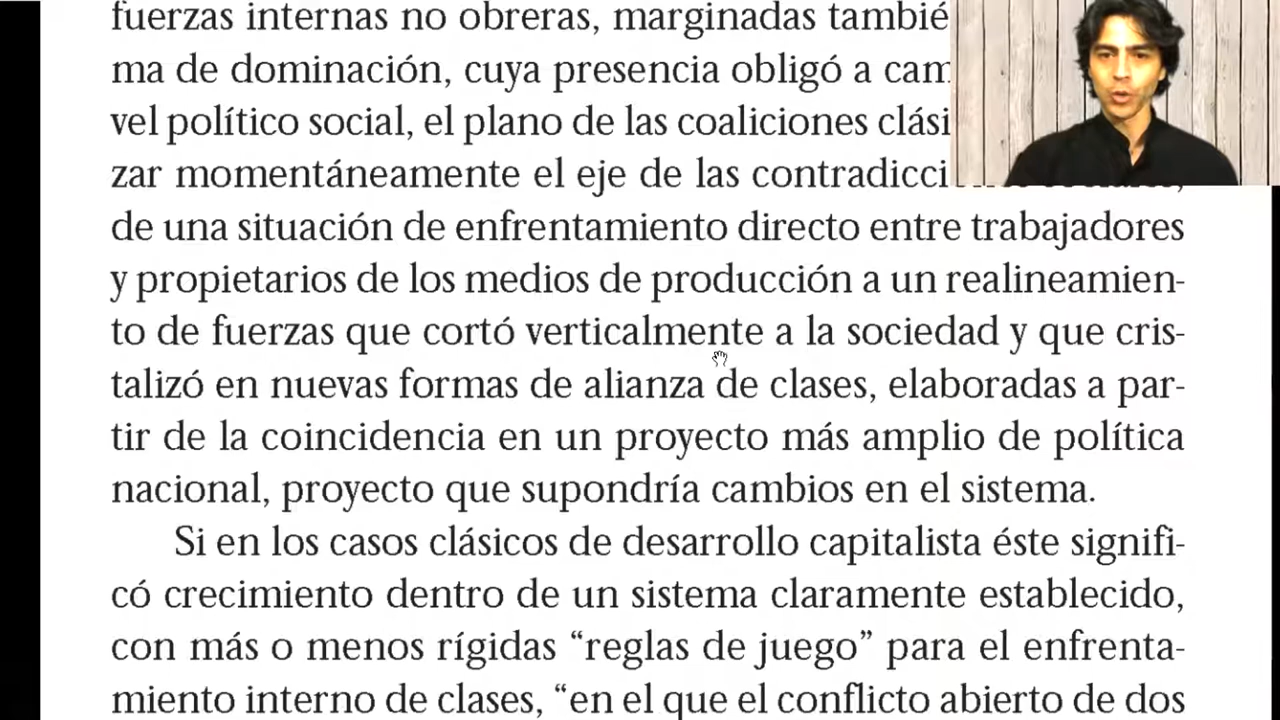 fuerzas internas no obreras, marginadas tambié
ma de dominación, cuya presencia obligó a cam
vel político social, el plano de las coaliciones clási
zar momentáneamente el eje de las contradicci
de una situación de enfrentamiento directo entre trabajadores
y propietarios de los medios de producción a un realineamien-
to de fuerzas que cortó verticalmente a la sociedad y que cris-
talizó en nuevas formas de alianza de clases, elaboradas a par-
tir de la coincidencia en un proyecto más amplio de política
nacional, proyecto que supondría cambios en el sistema.
Si en los casos clásicos de desarrollo capitalista éste signifi-
có crecimiento dentro de un sistema claramente establecido,
con más o menos rígidas “reglas de juego” para el enfrenta-
miento interno de clases, “en el que el conflicto abierto de dos